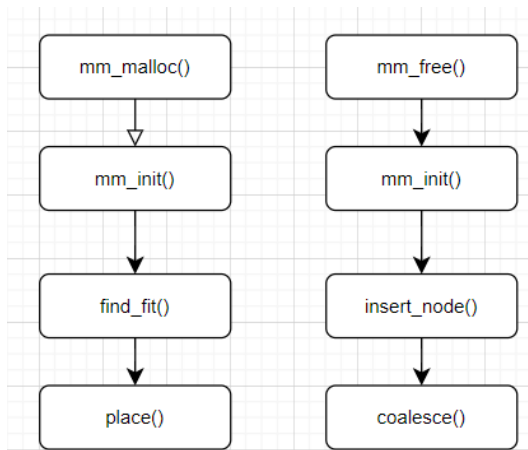 mm_malloc()
mm_free()
mm_init()
mm_init()
find_fit()
insert_node()
place()
coalesce()